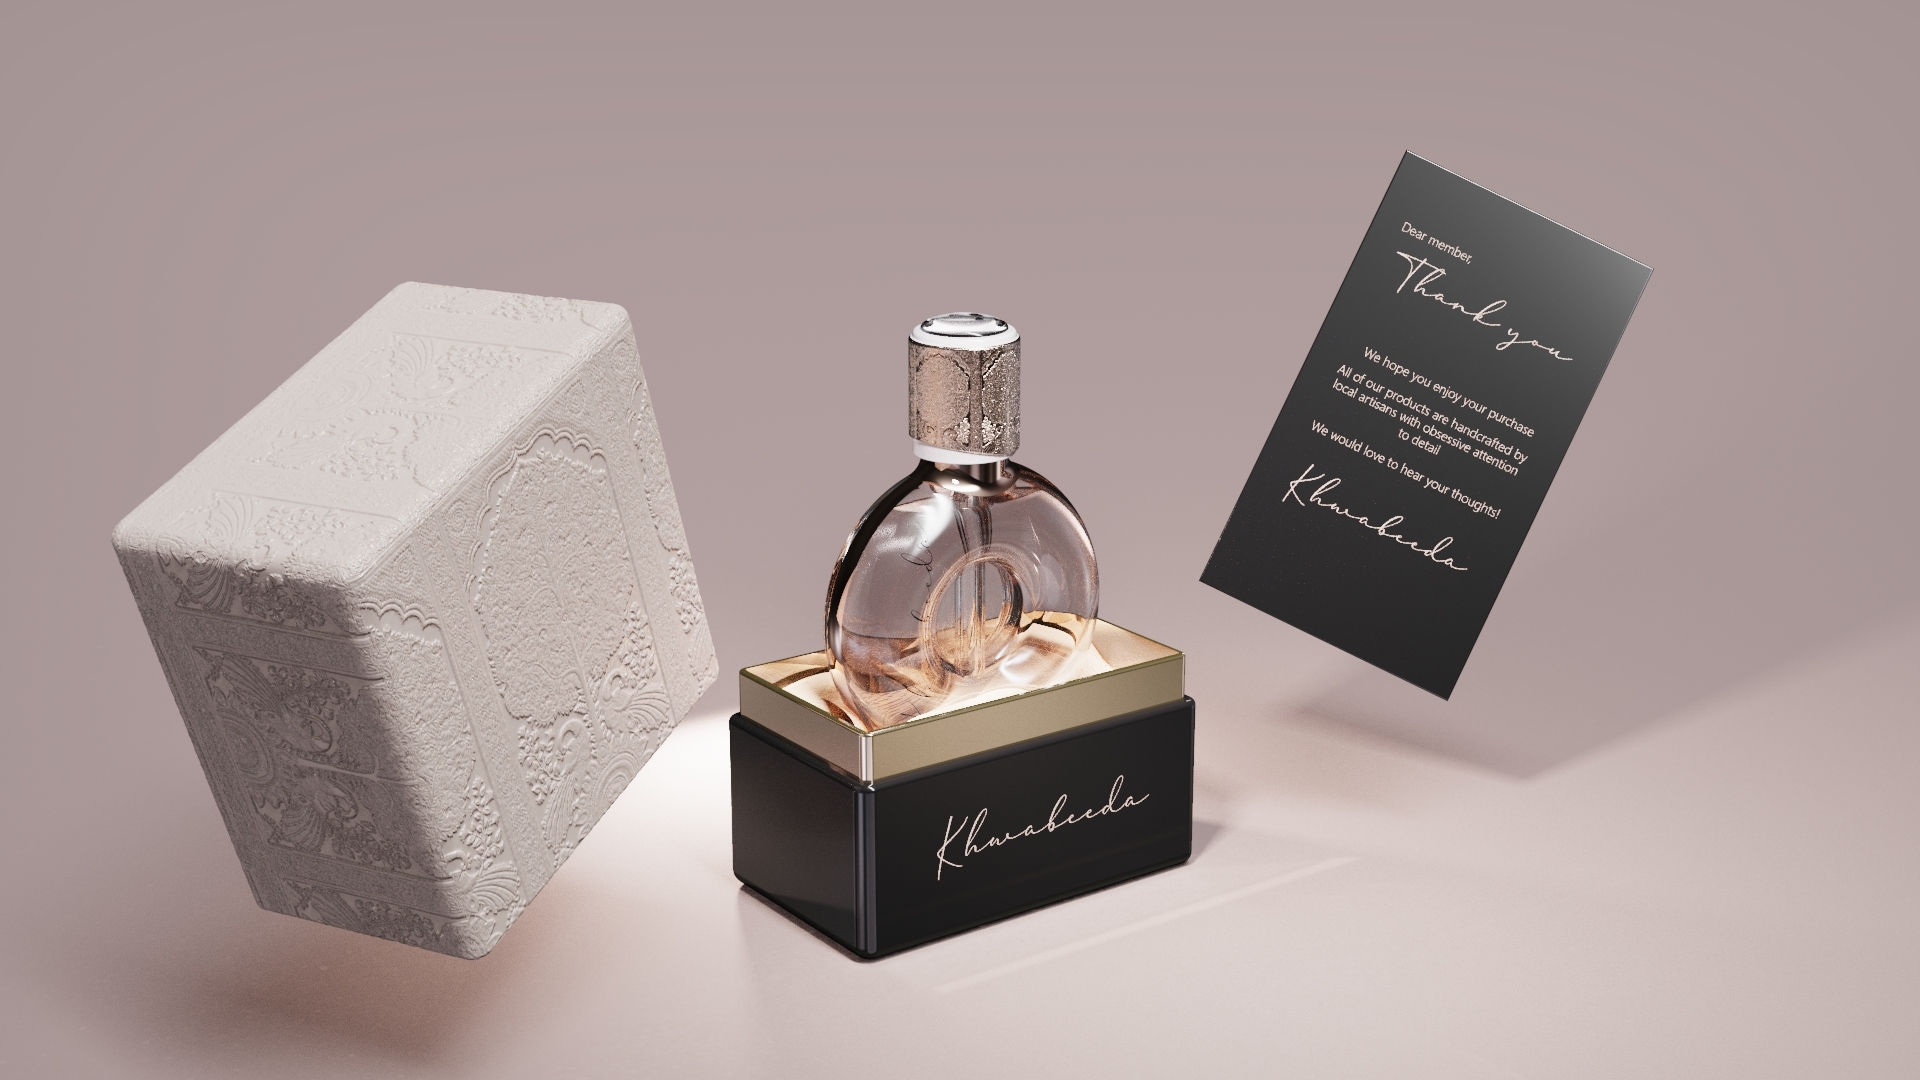 Dear member,
Thank you
We hope you enjoy your purchase
All of our products are handcrafted by
local artisans with obsessive attention
to detail
We would love to hear your thoughts!
Khwabeeda
Khwabeeda